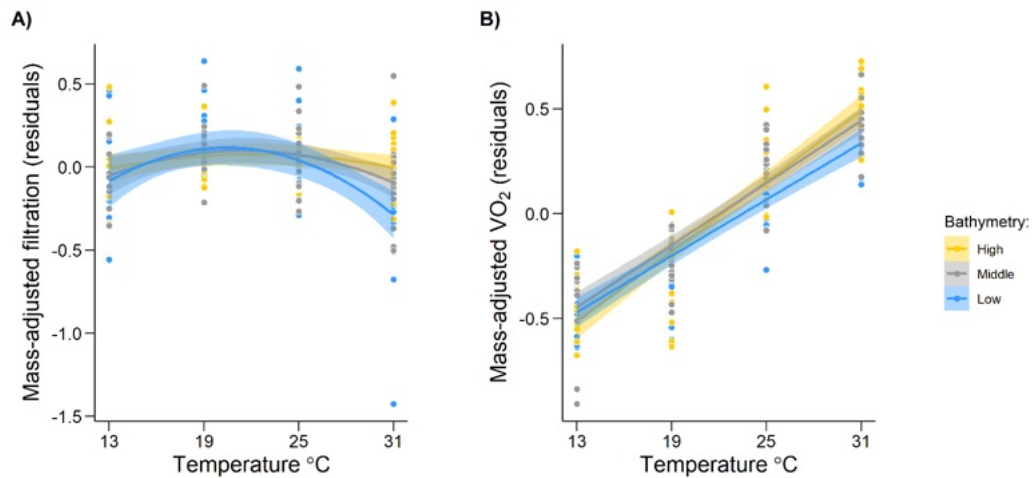 A)
Mass-adjusted filtration (residuals)
0.5
0.0
-0.5
-1.0
-1.5
13
19
25
31
Temperature °C
B)
Mass-adjusted VO₂ (residuals)
0.5
0.0
-0.5
13
19
25
31
Temperature °C
Bathymetry:
High
Middle
Low